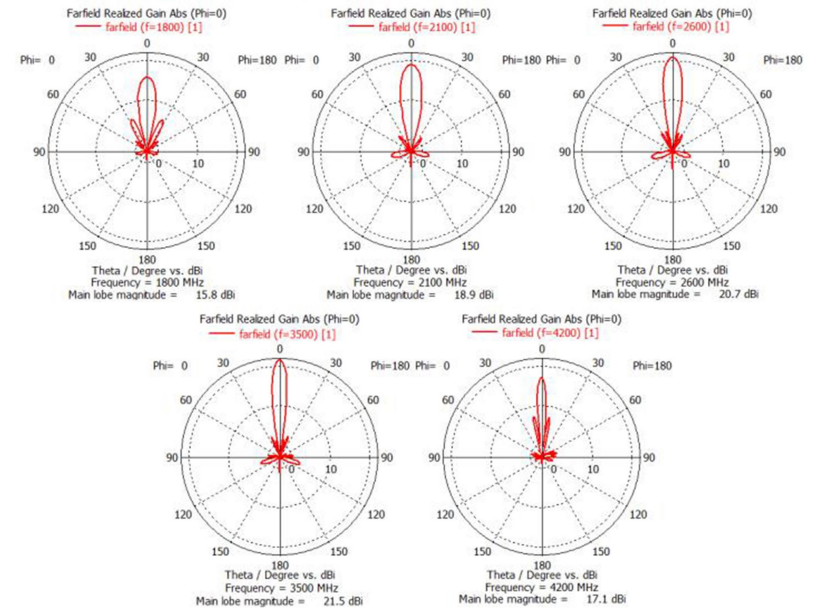 Farfield Realized Gain Abs (Phi=0)
farfield (f=1800) [1]
0
Phi= 0
30
30
Phi=180
60
60
90
90
0
10
120
120
150
150
180
Theta / Degree vs. dBi
Frequency = 1800 MHz
Main lobe magnitude = 15.8 dBi
Farfield Realized Gain Abs (Phi=0)
farfield (f=2100) [1]
0
Phi= 0
30
30
Phi=180
60
60
90
90
0
10
120
120
150
150
180
Theta / Degree vs. dBi
Frequency = 2100 MHz
Main lobe magnitude = 18.9 dBi
Farfield Realized Gain Abs (Phi=0)
farfield (f=2600) [1]
0
Phi= 0
30
30
Phi=180
60
60
90
90
0
10
120
120
150
150
180
Theta / Degree vs. dBi
Frequency = 2600 MHz
Main lobe magnitude = 20.7 dBi
Farfield Realized Gain Abs (Phi=0)
farfield (f=3500) [1]
0
Phi= 0
30
30
Phi=180
60
60
90
90
0
10
120
120
150
150
180
Theta / Degree vs. dBi
Frequency = 3500 MHz
Main lobe magnitude = 21.5 dBi
Farfield Realized Gain Abs (Phi=0)
farfield (f=4200) [1]
0
Phi= 0
30
30
Phi=180
60
60
90
90
0
10
120
120
150
150
180
Theta / Degree vs. dBi
Frequency = 4200 MHz
Main lobe magnitude = 17.1 dBi